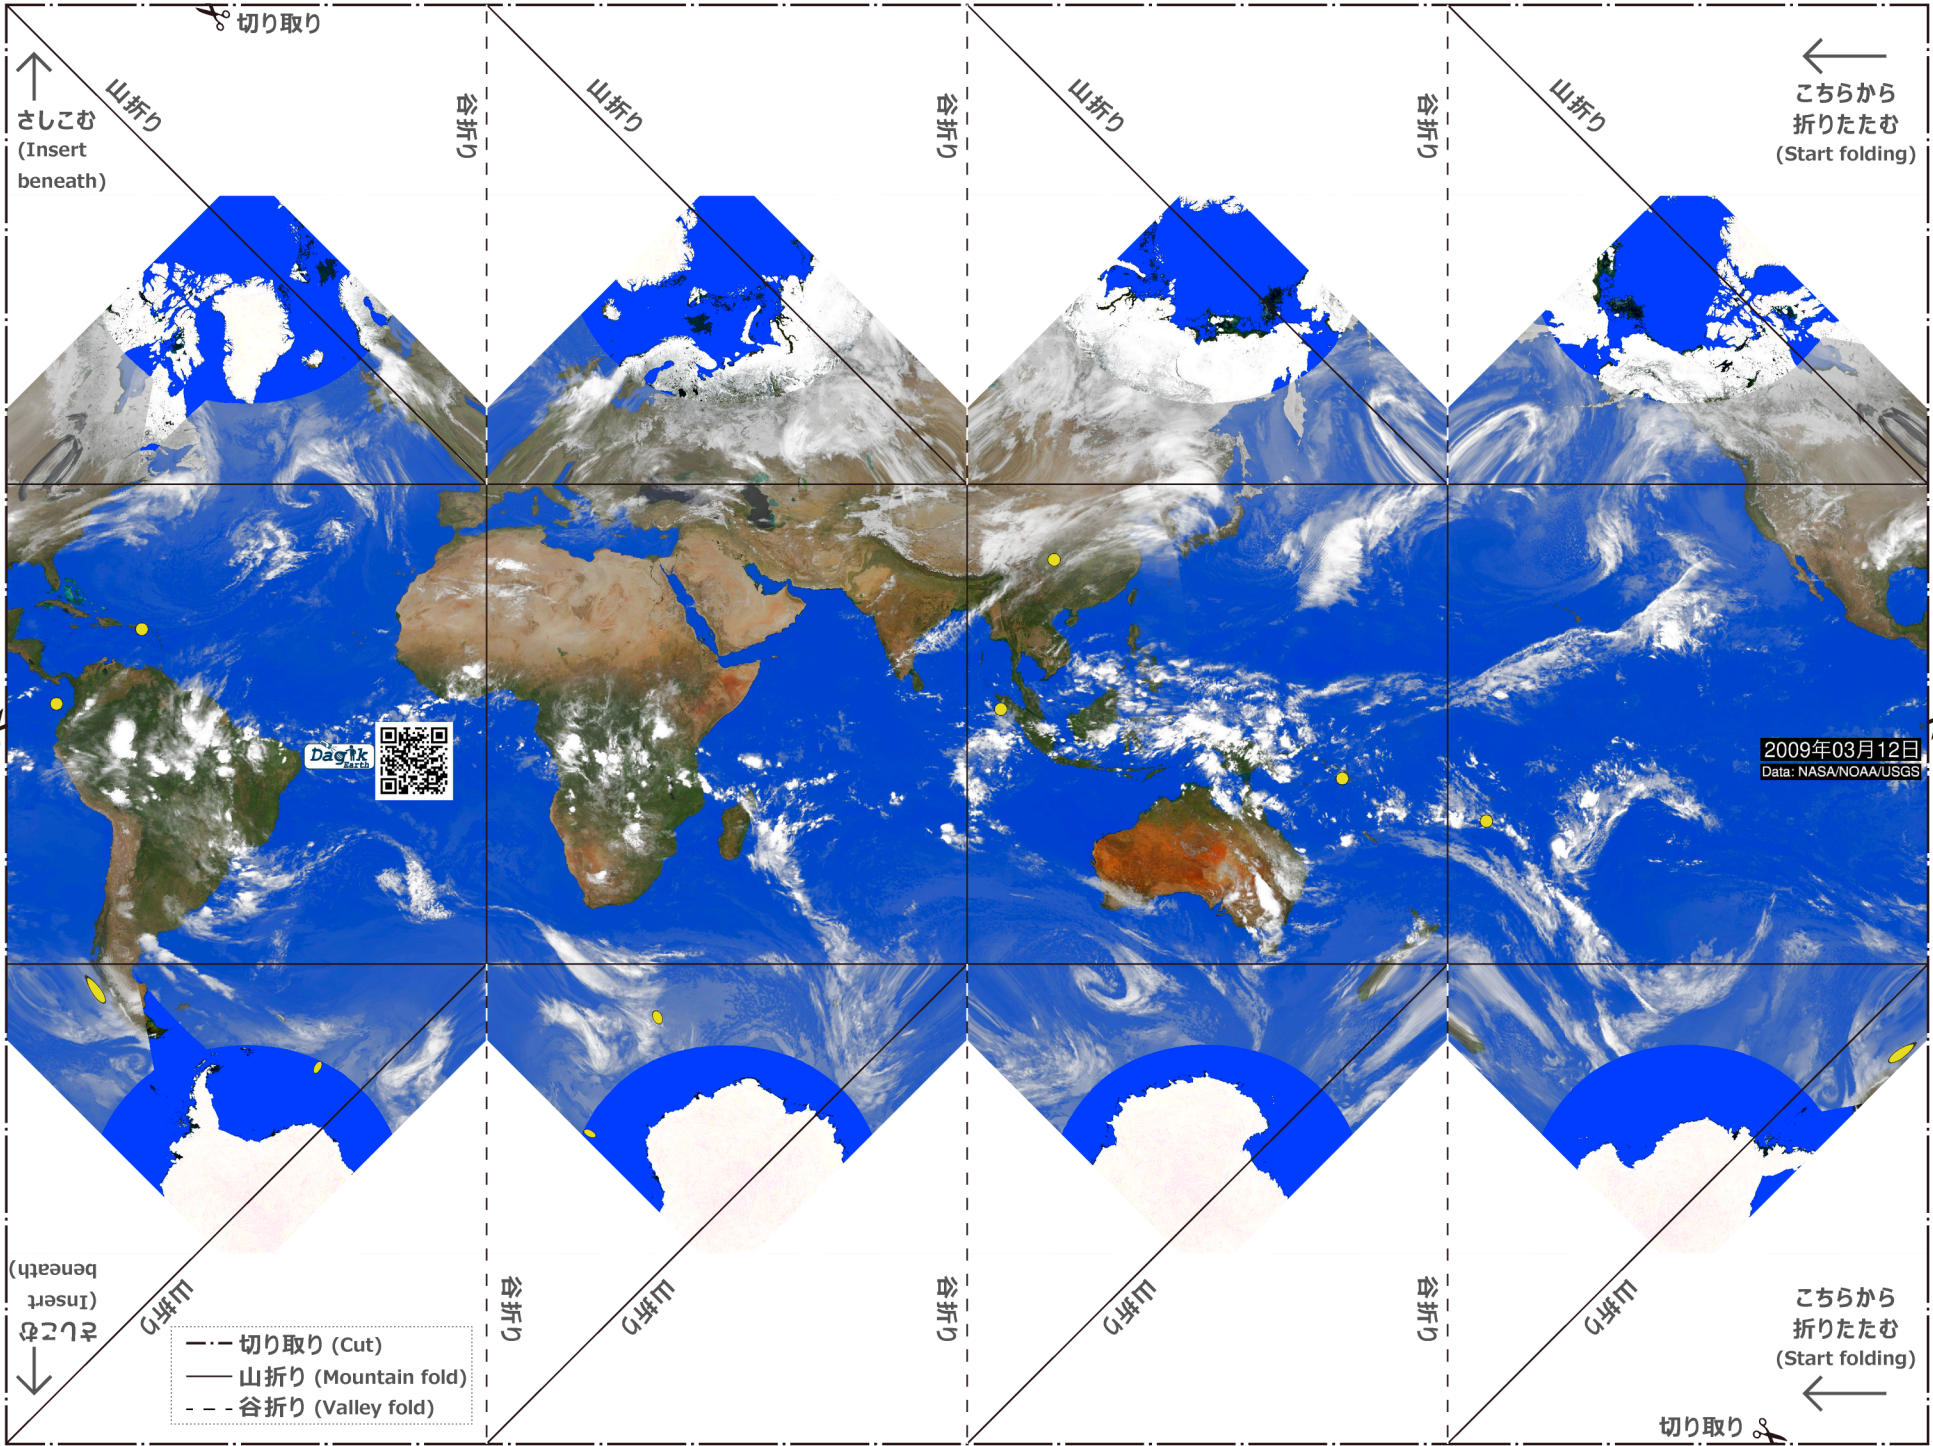 切り取り
山折り
谷折り
山折り
谷折り
山折り
谷折り
山折り
さしこむ
(Insert
beneath)
こちらから
折りたたむ
(Start folding)
Dagik
Earth
2009年03月12日
Data: NASA/NOAA/USGS
さしこむ
(Insert
beneath)
山折り
谷折り
山折り
谷折り
山折り
谷折り
山折り
こちらから
折りたたむ
(Start folding)
切り取り (Cut)
山折り (Mountain fold)
谷折り (Valley fold)
切り取り